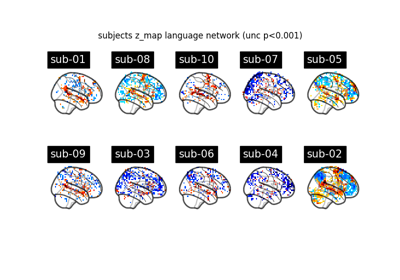 subjects z_map language network (unc p<0.001)
sub-01 sub-08 sub-10 sub-07 sub-05
sub-09 sub-03 sub-06 sub-04 sub-02